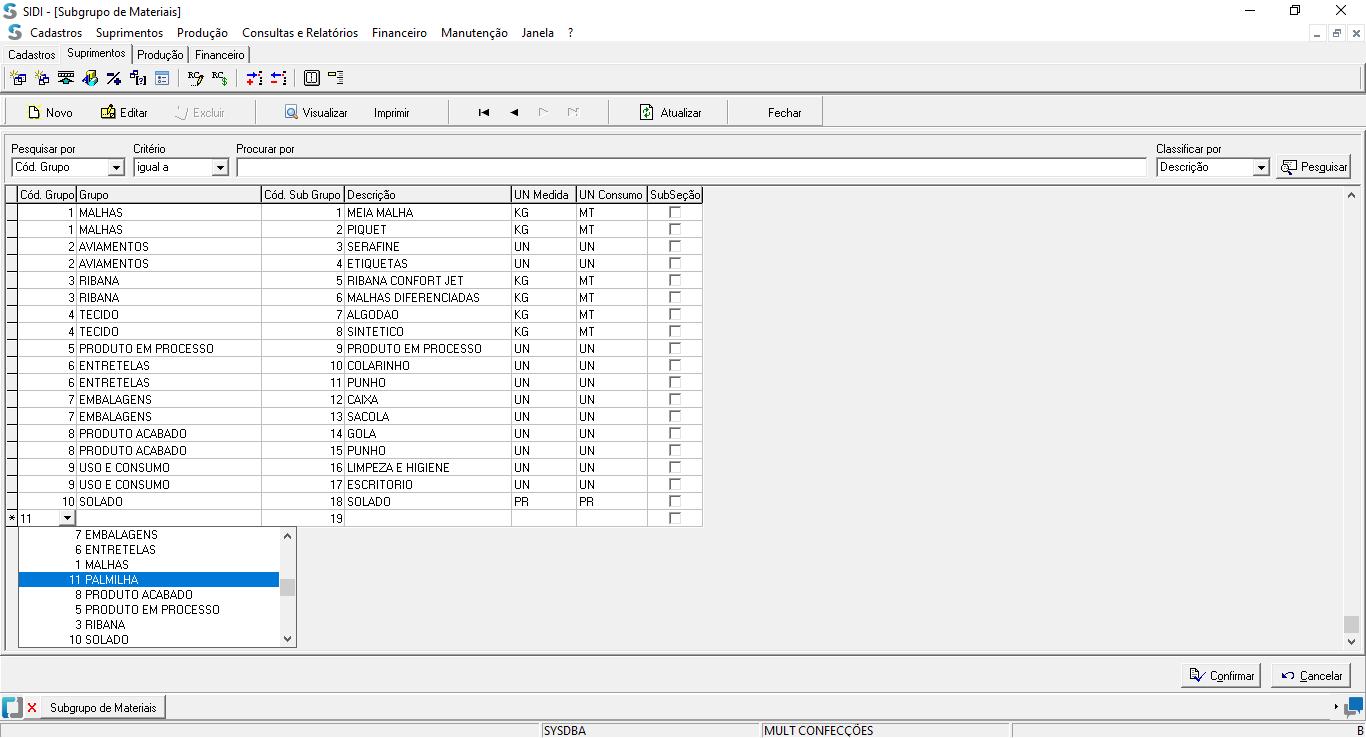 SIDI - [Subgrupo de Materiais]
Cadastros Suprimentos Produção Consultas e Relatórios Financeiro Manutenção Janela ?
Cadastros Suprimentos Produção Financeiro
Novo Editar Excluir Visualizar Imprimir Atualizar Fechar
Pesquisar por Critério Procurar por Classificar por
Cód. Grupo igual a Descrição Pesquisar
Cód. Grupo Grupo Cód. Sub Grupo Descrição UN Medida UN Consumo SubSeção
1 MALHAS 1 MEIA MALHA KG MT
1 MALHAS 2 PIQUET KG MT
2 AVIAMENTOS 3 SERAFINE UN UN
2 AVIAMENTOS 4 ETIQUETAS UN UN
3 RIBANA 5 RIBANA CONFORT JET KG MT
3 RIBANA 6 MALHAS DIFERENCIADAS KG MT
4 TECIDO 7 ALGODAO KG MT
4 TECIDO 8 SINTETICO KG MT
5 PRODUTO EM PROCESSO 9 PRODUTO EM PROCESSO UN UN
6 ENTRETELAS 10 COLARINHO UN UN
6 ENTRETELAS 11 PUNHO UN UN
7 EMBALAGENS 12 CAIXA UN UN
7 EMBALAGENS 13 SACOLA UN UN
8 PRODUTO ACABADO 14 GOLA UN UN
8 PRODUTO ACABADO 15 PUNHO UN UN
9 USO E CONSUMO 16 LIMPEZA E HIGIENE UN UN
9 USO E CONSUMO 17 ESCRITORIO UN UN
10 SOLADO 18 SOLADO PR PR
* 11 19
7 EMBALAGENS
6 ENTRETELAS
1 MALHAS
11 PALMILHA
8 PRODUTO ACABADO
5 PRODUTO EM PROCESSO
3 RIBANA
10 SOLADO
Confirmar Cancelar
Subgrupo de Materiais
SYSDBA MULT CONFECÇÕES B